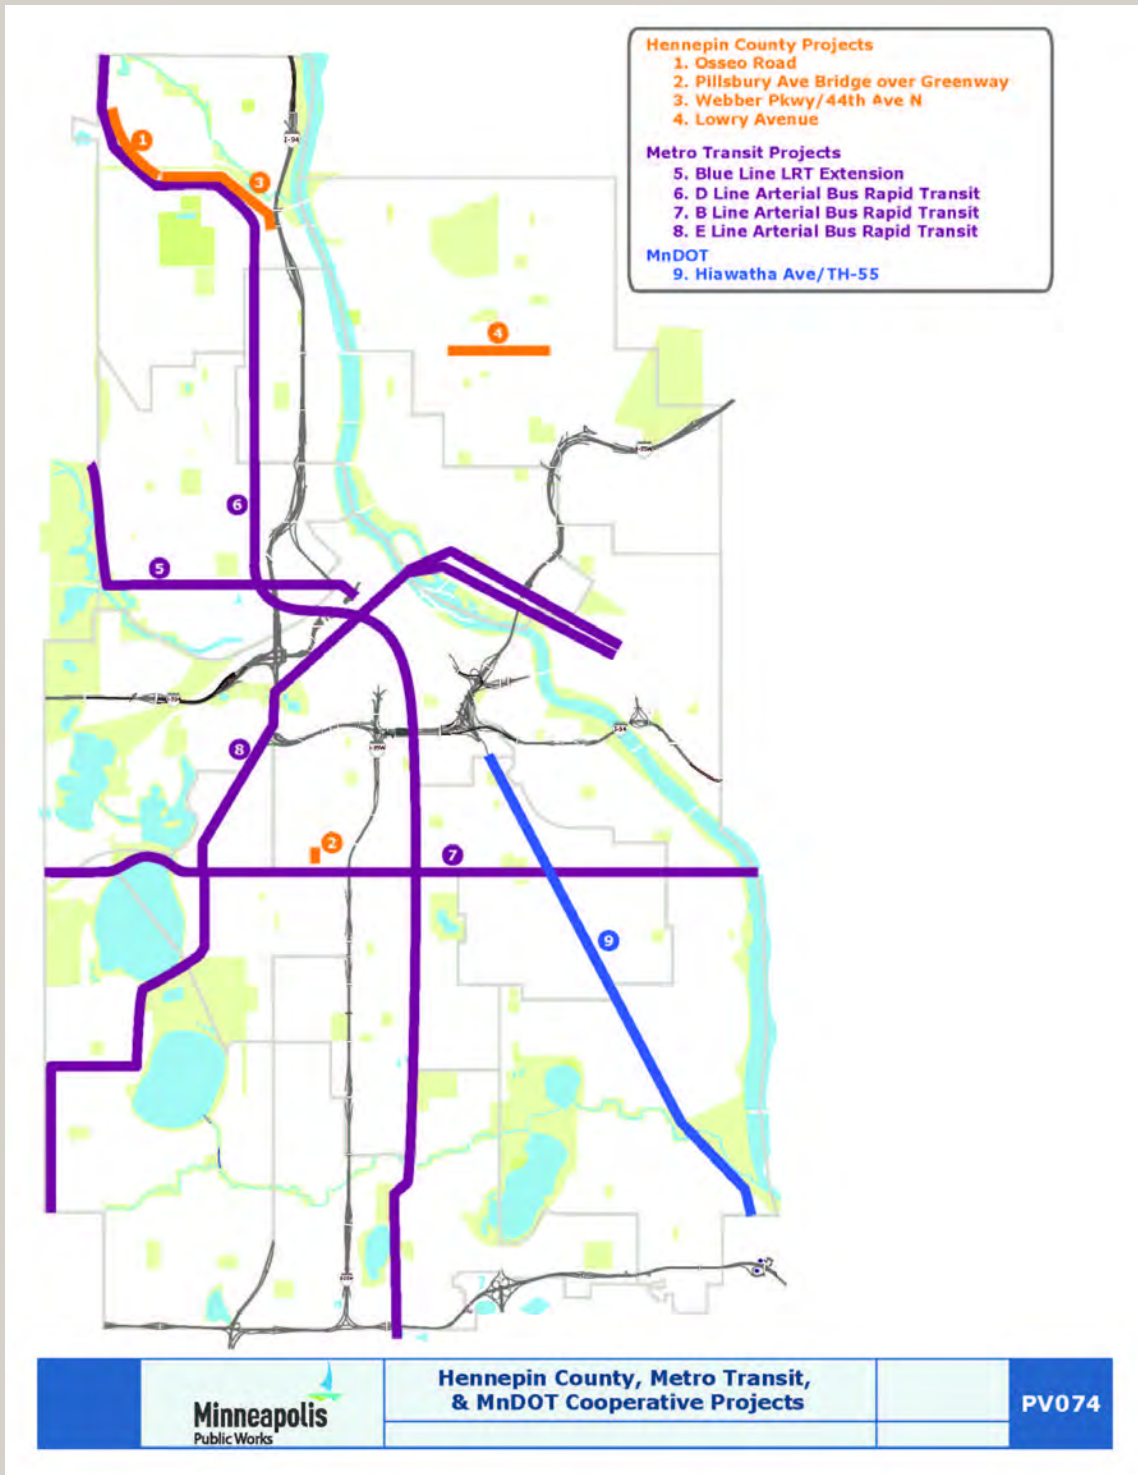 Hennepin County Projects
1. Osseo Road
2. Pillsbury Ave Bridge over Greenway
3. Webber Pkwy/44th Ave N
4. Lowry Avenue
Metro Transit Projects
5. Blue Line LRT Extension
6. D Line Arterial Bus Rapid Transit
7. B Line Arterial Bus Rapid Transit
8. E Line Arterial Bus Rapid Transit
MnDOT
9. Hiawatha Ave/TH-55
I-94
1
3
4
6
5
I-94
8
2
7
9
Minneapolis
Public Works
Hennepin County, Metro Transit,
& MnDOT Cooperative Projects
PV074